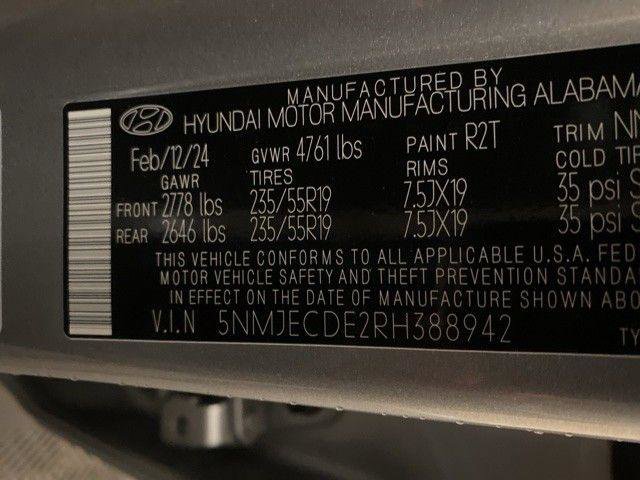 MANUFACTURED BY
HYUNDAI MOTOR MANUFACTURING ALABAMA
Feb/12/24 GVWR 4761 lbs PAINT R2T TRIM NN
GAWR TIRES RIMS COLD TI
FRONT 2778 lbs 235/55R19 7.5JX19 35 psi
REAR 2646 lbs 235/55R19 7.5JX19 35 psi
THIS VEHICLE CONFORMS TO ALL APPLICABLE U.S.A. FED
MOTOR VEHICLE SAFETY AND THEFT PREVENTION STANDA
IN EFFECT ON THE DATE OF MANUFACTURE SHOWN ABO
V.I.N 5NMJECDE2RH388942
TY